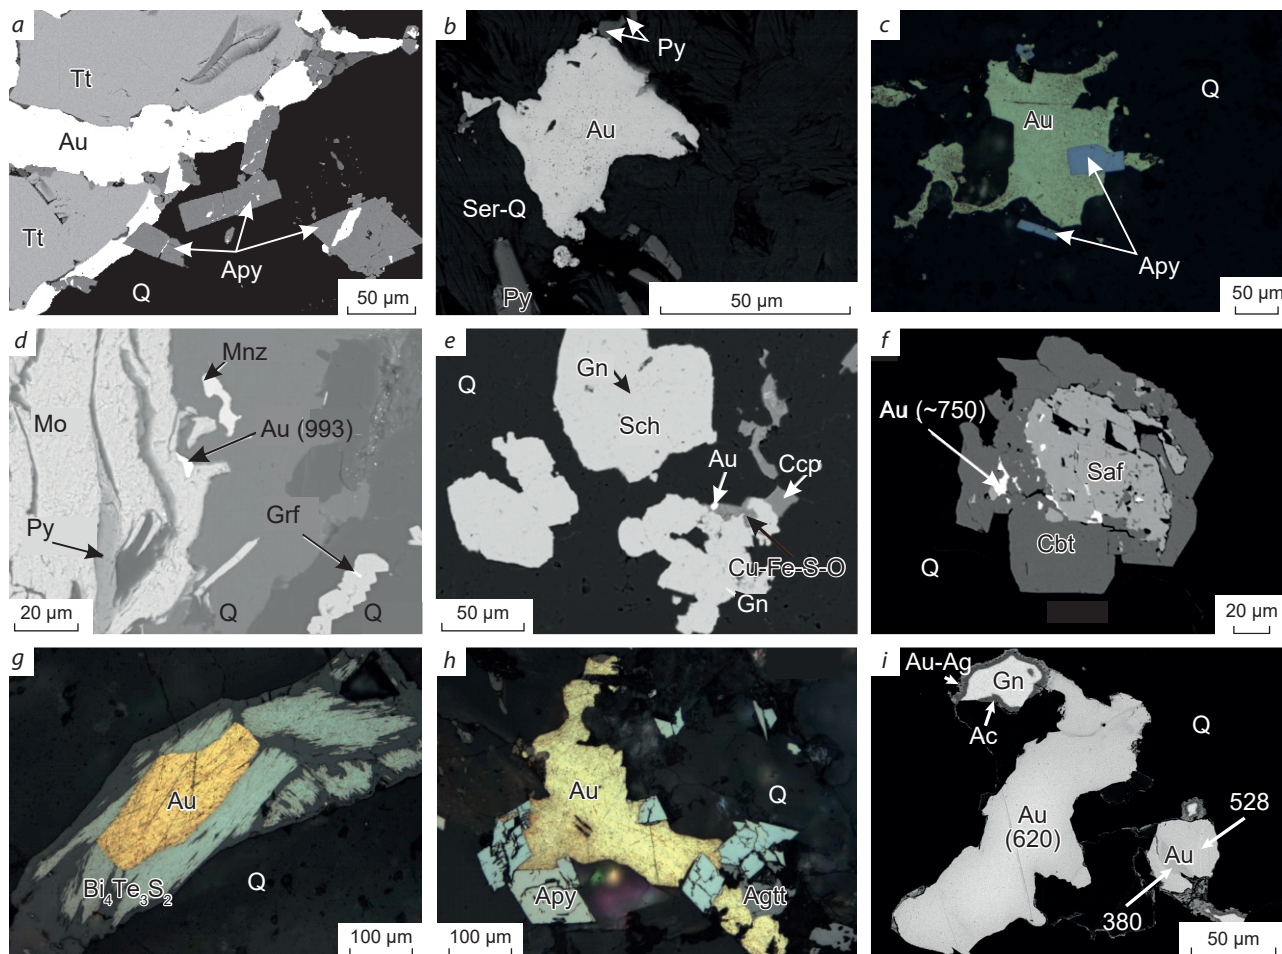 a
Tt
Au
Tt
Apy
Q
50 µm
b
Py
Au
Ser-Q
Py
50 µm
c
Q
Au
Apy
50 µm
d
Mnz
Mo
Au (993)
Py
Grf
20 µm
Q
Q
e
Q
Gn
Sch
Au
Ccp
Cu-Fe-S-O
Gn
50 µm
f
Au (~750)
Saf
Cbt
Q
20 µm
g
Au
Q
Bi₄Te₃S₂
100 µm
h
Au
Q
Apy
Agtt
100 µm
i
Au-Ag
Gn
Ac
Q
Au
(620)
528
Au
380
50 µm